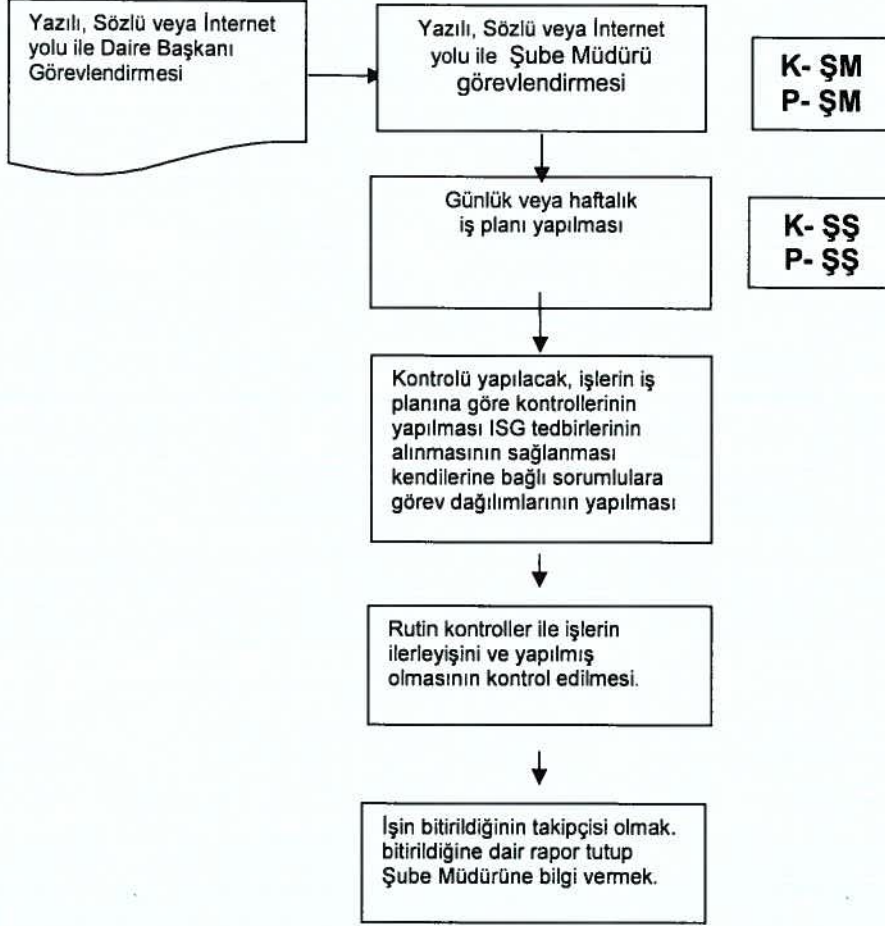 Yazılı, Sözlü veya İnternet
yolu ile Daire Başkanı
Görevlendirmesi
Yazılı, Sözlü veya İnternet
yolu ile Şube Müdürü
görevlendirmesi
K- ŞM
P- ŞM
Günlük veya haftalık
iş planı yapılması
K- ŞŞ
P- ŞŞ
Kontrolü yapılacak, işlerin iş
planına göre kontrollerinin
yapılması ISG tedbirlerinin
alınmasının sağlanması
kendilerine bağlı sorumlulara
görev dağılımlarının yapılması
Rutin kontroller ile işlerin
ilerleyişini ve yapılmış
olmasının kontrol edilmesi.
İşin bitirildiğinin takipçisi olmak.
bitirildiğine dair rapor tutup
Şube Müdürüne bilgi vermek.